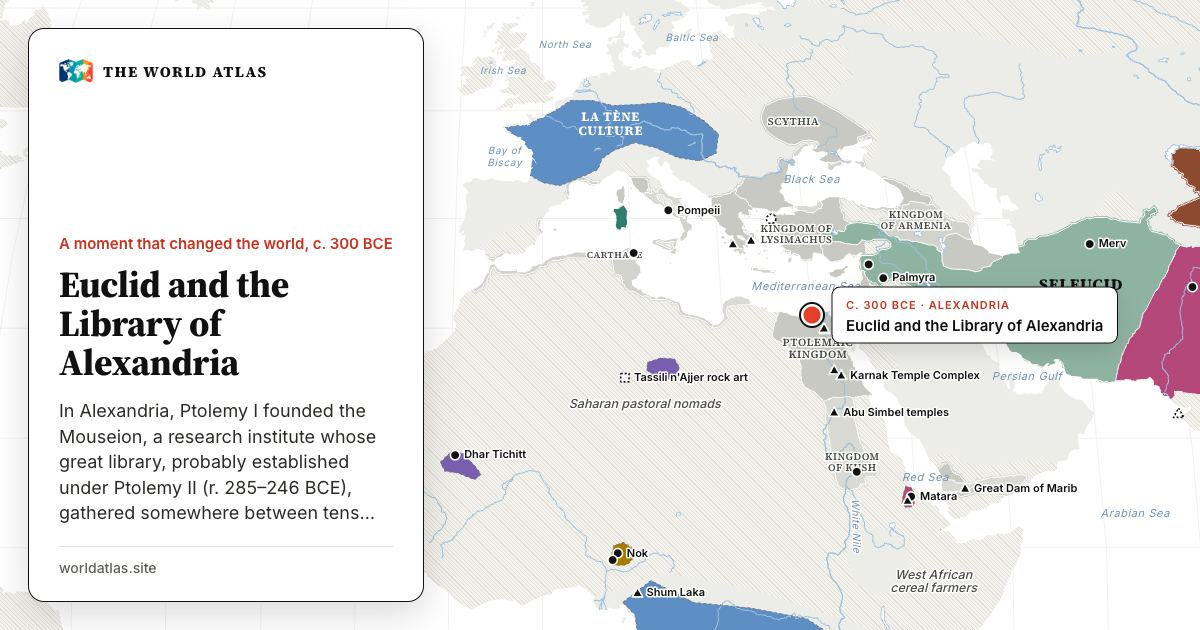 THE WORLD ATLAS
A moment that changed the world, c. 300 BCE
Euclid and the
Library of
Alexandria
In Alexandria, Ptolemy I founded the
Mouseion, a research institute whose
great library, probably established
under Ptolemy II (r. 285–246 BCE),
gathered somewhere between tens...
worldatlas.site
North Sea
Baltic Sea
Irish Sea
LA TÈNE
CULTURE
SCYTHIA
Bay of
Biscay
Black Sea
Pompeii
KINGDOM OF
LYSIMACHUS
KINGDOM
OF ARMENIA
CARTHAGE
Merv
Palmyra
Mediterranean Sea
SELEUCID
C. 300 BCE · ALEXANDRIA
Euclid and the Library of Alexandria
PTOLEMAIC
KINGDOM
Tassili n'Ajjer rock art
Karnak Temple Complex
Persian Gulf
Saharan pastoral nomads
Abu Simbel temples
Dhar Tichitt
KINGDOM
OF KUSH
Red Sea
Matara
Great Dam of Marib
Arabian Sea
White Nile
Nok
West African
cereal farmers
Shum Laka